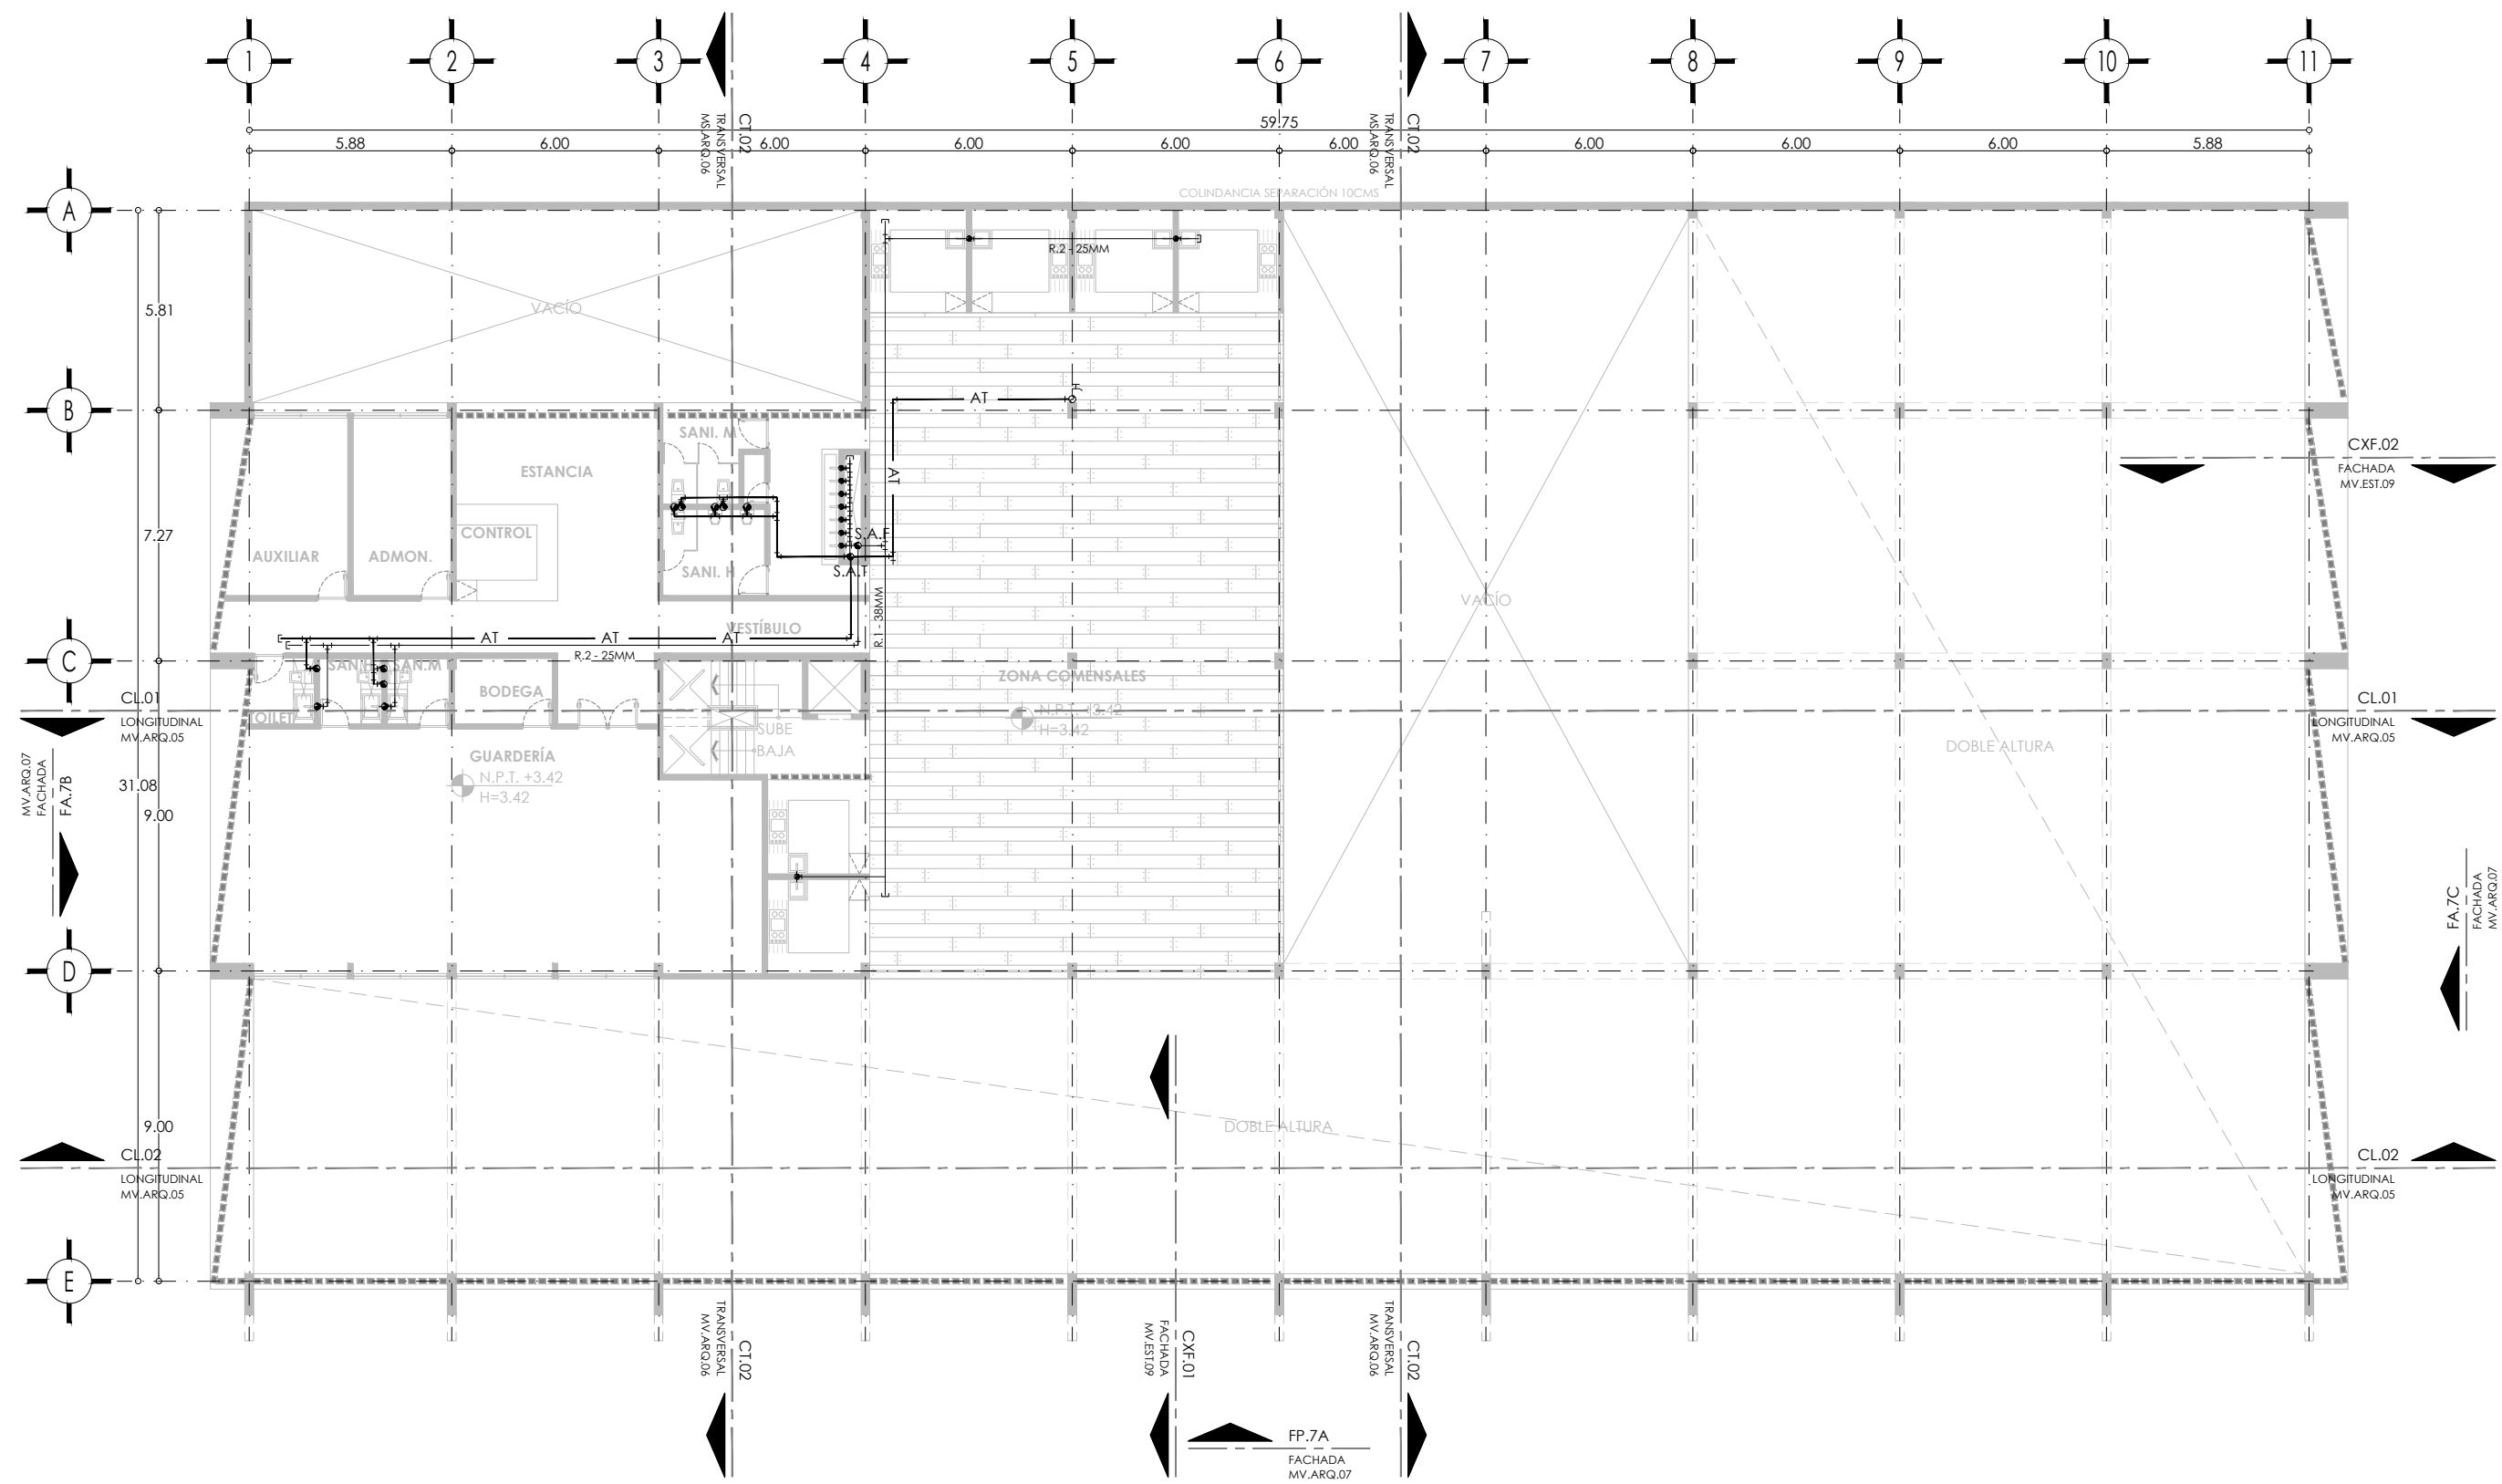 1
2
3
4
5
6
7
8
9
10
11
CT.02
TRANSVERSAL
MS.ARQ.06
CT.02
TRANSVERSAL
MS.ARQ.06
59.75
5.88
6.00
6.00
6.00
6.00
6.00
6.00
6.00
6.00
5.88
COLINDANCIA SEPARACIÓN 10CMS
A
R.2 - 25MM
5.81
VACÍO
B
AT
SANI. M
CXF.02
FACHADA
MV.EST.09
ESTANCIA
AT
7.27
CONTROL
S.A.F
AUXILIAR
ADMON.
SANI. H
S.A.T
R.1 - 38MM
VACÍO
VESTÍBULO
AT
AT
AT
R.2 - 25MM
C
SAN.H
SAN.M
ZONA COMENSALES
BODEGA
CL.01
LONGITUDINAL
MV.ARQ.05
TOILET
N.P.T. +3.42
H=3.42
CL.01
LONGITUDINAL
MV.ARQ.05
SUBE
BAJA
DOBLE ALTURA
GUARDERÍA
N.P.T. +3.42
H=3.42
FA.7B
FACHADA
MV.ARQ.07
31.08
9.00
FA.7C
FACHADA
MV.ARQ.07
D
9.00
DOBLE ALTURA
CL.02
LONGITUDINAL
MV.ARQ.05
CL.02
LONGITUDINAL
MV.ARQ.05
E
CT.02
TRANSVERSAL
MV.ARQ.06
CXF.01
FACHADA
MV.EST.09
CT.02
TRANSVERSAL
MV.ARQ.06
FP.7A
FACHADA
MV.ARQ.07